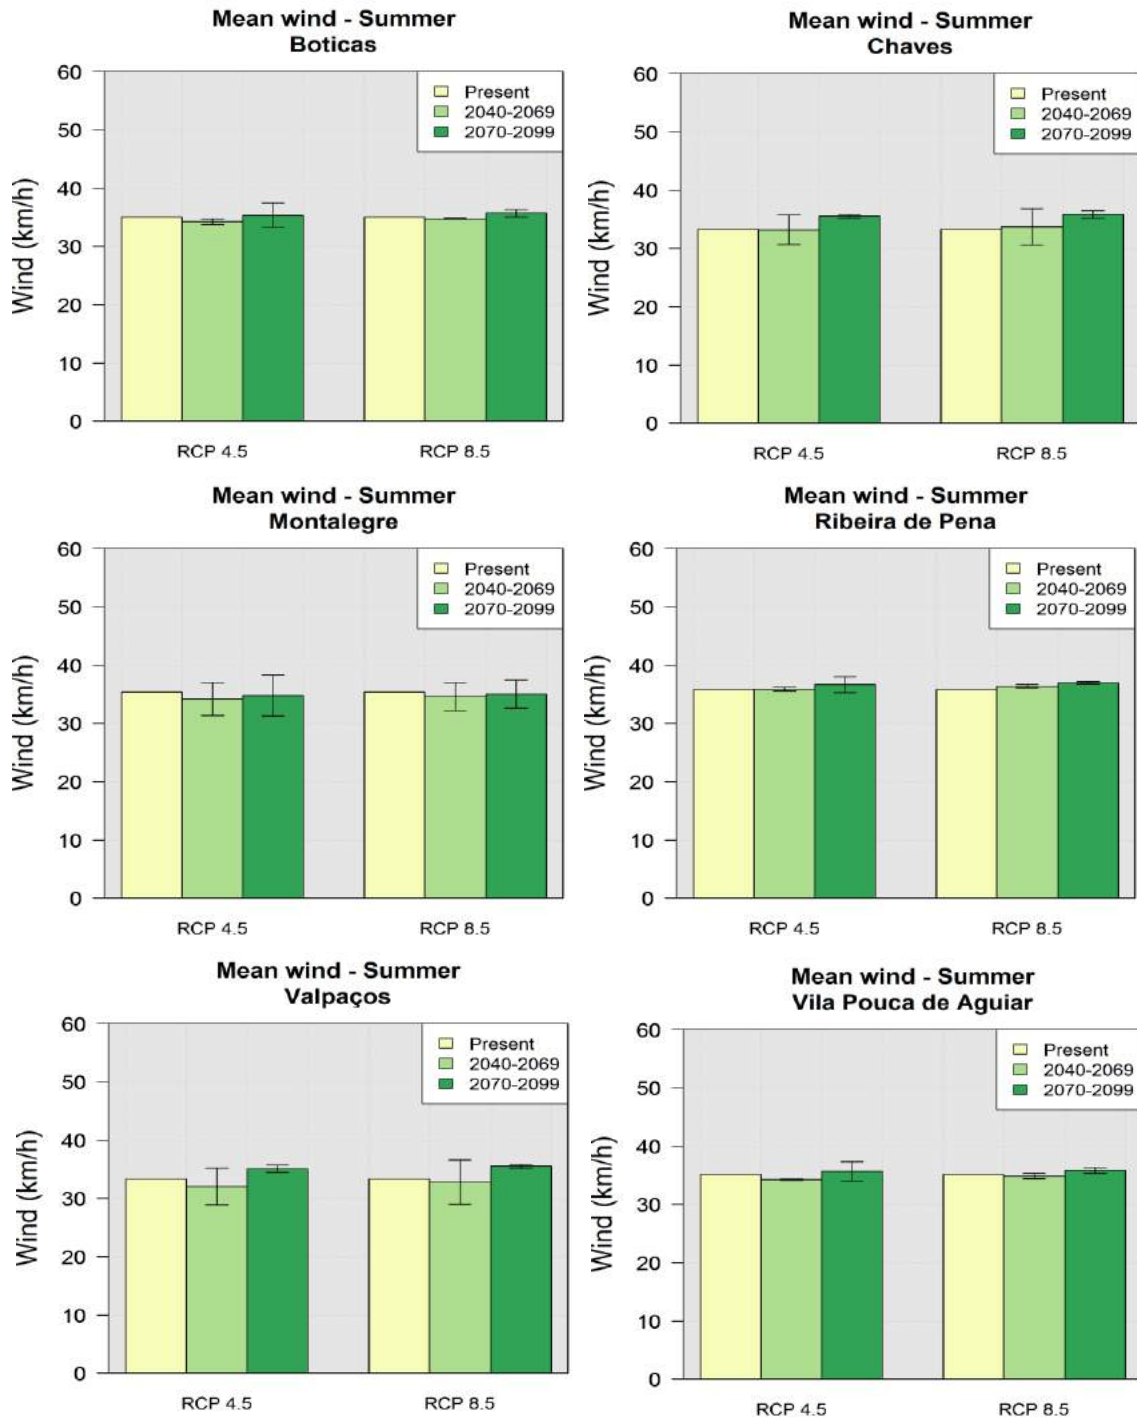 Mean wind - Summer
Boticas
Wind (km/h)
60
50
40
30
20
10
0
Present
2040-2069
2070-2099
RCP 4.5
RCP 8.5
Mean wind - Summer
Chaves
Wind (km/h)
60
50
40
30
20
10
0
Present
2040-2069
2070-2099
RCP 4.5
RCP 8.5
Mean wind - Summer
Montalegre
Wind (km/h)
60
50
40
30
20
10
0
Present
2040-2069
2070-2099
RCP 4.5
RCP 8.5
Mean wind - Summer
Ribeira de Pena
Wind (km/h)
60
50
40
30
20
10
0
Present
2040-2069
2070-2099
RCP 4.5
RCP 8.5
Mean wind - Summer
Valpaços
Wind (km/h)
60
50
40
30
20
10
0
Present
2040-2069
2070-2099
RCP 4.5
RCP 8.5
Mean wind - Summer
Vila Pouca de Aguiar
Wind (km/h)
60
50
40
30
20
10
0
Present
2040-2069
2070-2099
RCP 4.5
RCP 8.5